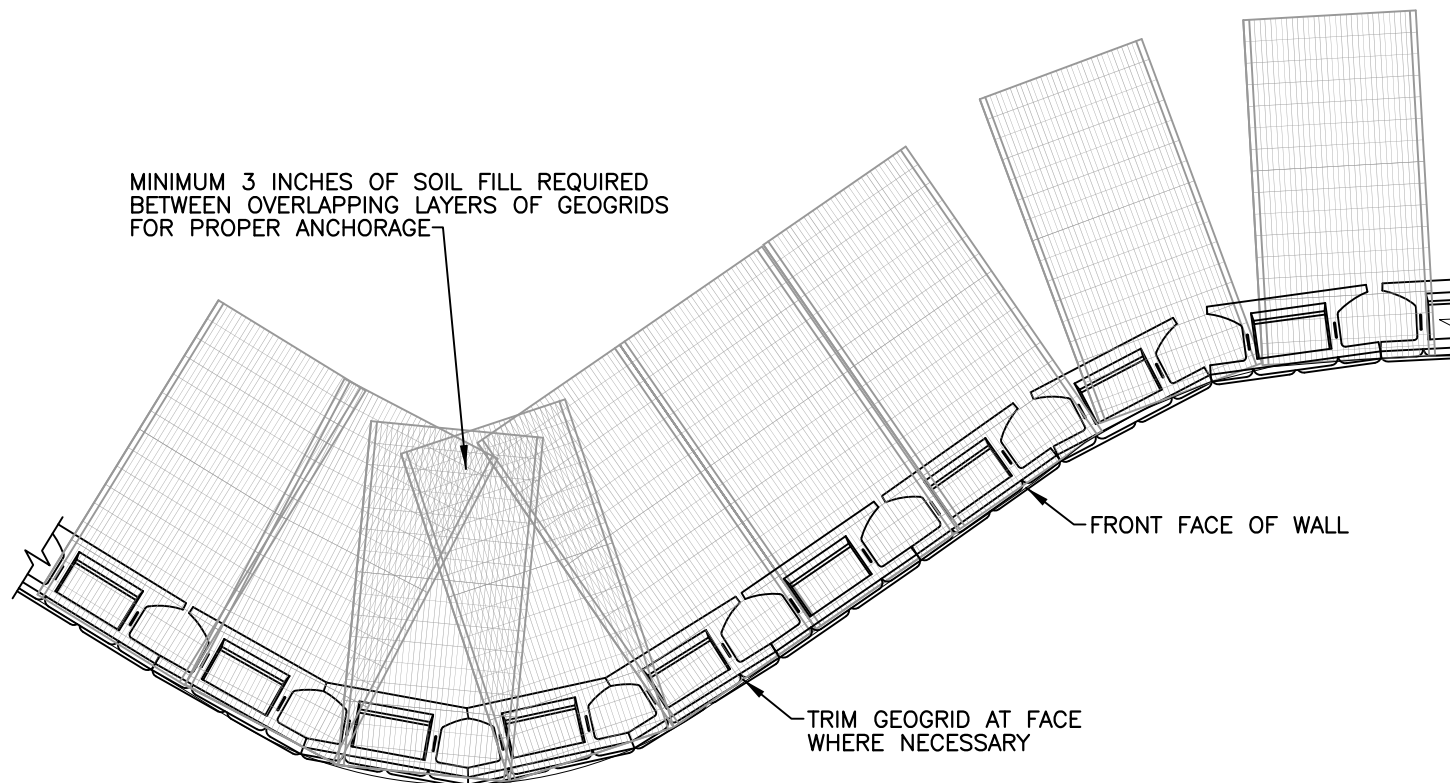 MINIMUM 3 INCHES OF SOIL FILL REQUIRED
BETWEEN OVERLAPPING LAYERS OF GEOGRIDS
FOR PROPER ANCHORAGE
FRONT FACE OF WALL
TRIM GEOGRID AT FACE
WHERE NECESSARY